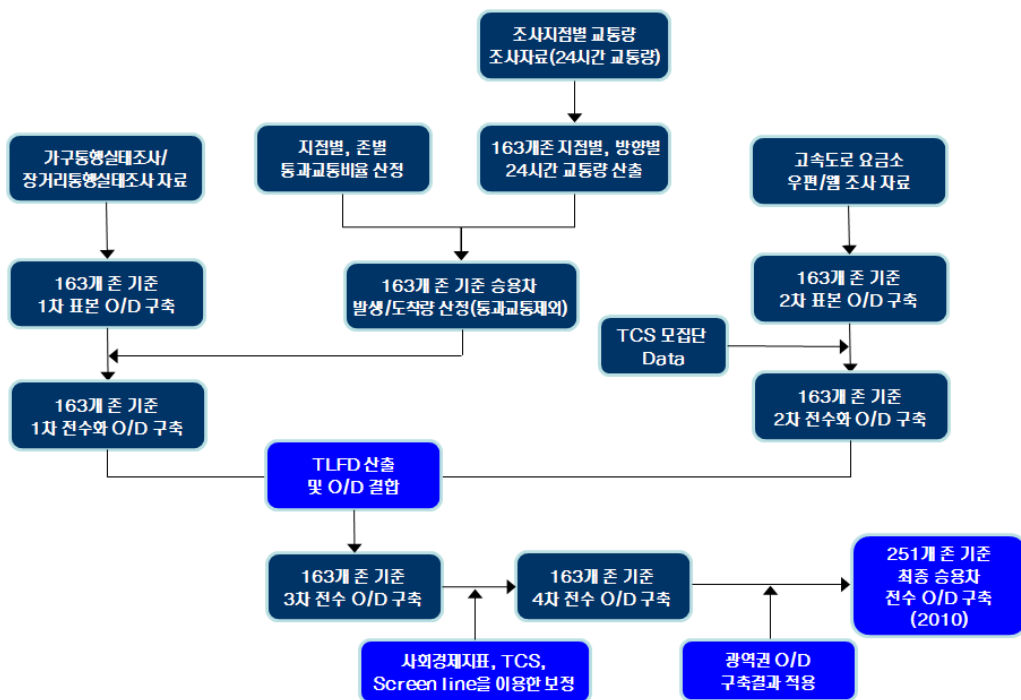 조사지점별 교통량
조사자료(24시간 교통량)
가구통행실태조사/
장거리통행실태조사 자료
지점별, 존별
통과교통비율 산정
163개존 지점별, 방향별
24시간 교통량 산출
고속도로 요금소
우편/웹 조사 자료
163개 존 기준
1차 표본 O/D 구축
163개 존 기준 승용차
발생/도착량 산정(통과교통제외)
163개 존 기준
2차 표본 O/D 구축
TCS 모집단
Data
163개 존 기준
1차 전수화 O/D 구축
163개 존 기준
2차 전수화 O/D 구축
TLFD 산출
및 O/D 결합
163개 존 기준
3차 전수 O/D 구축
163개 존 기준
4차 전수 O/D 구축
251개 존 기준
최종 승용차
전수 O/D 구축
(2010)
사회경제지표, TCS,
Screen line을 이용한 보정
광역권 O/D
구축결과 적용